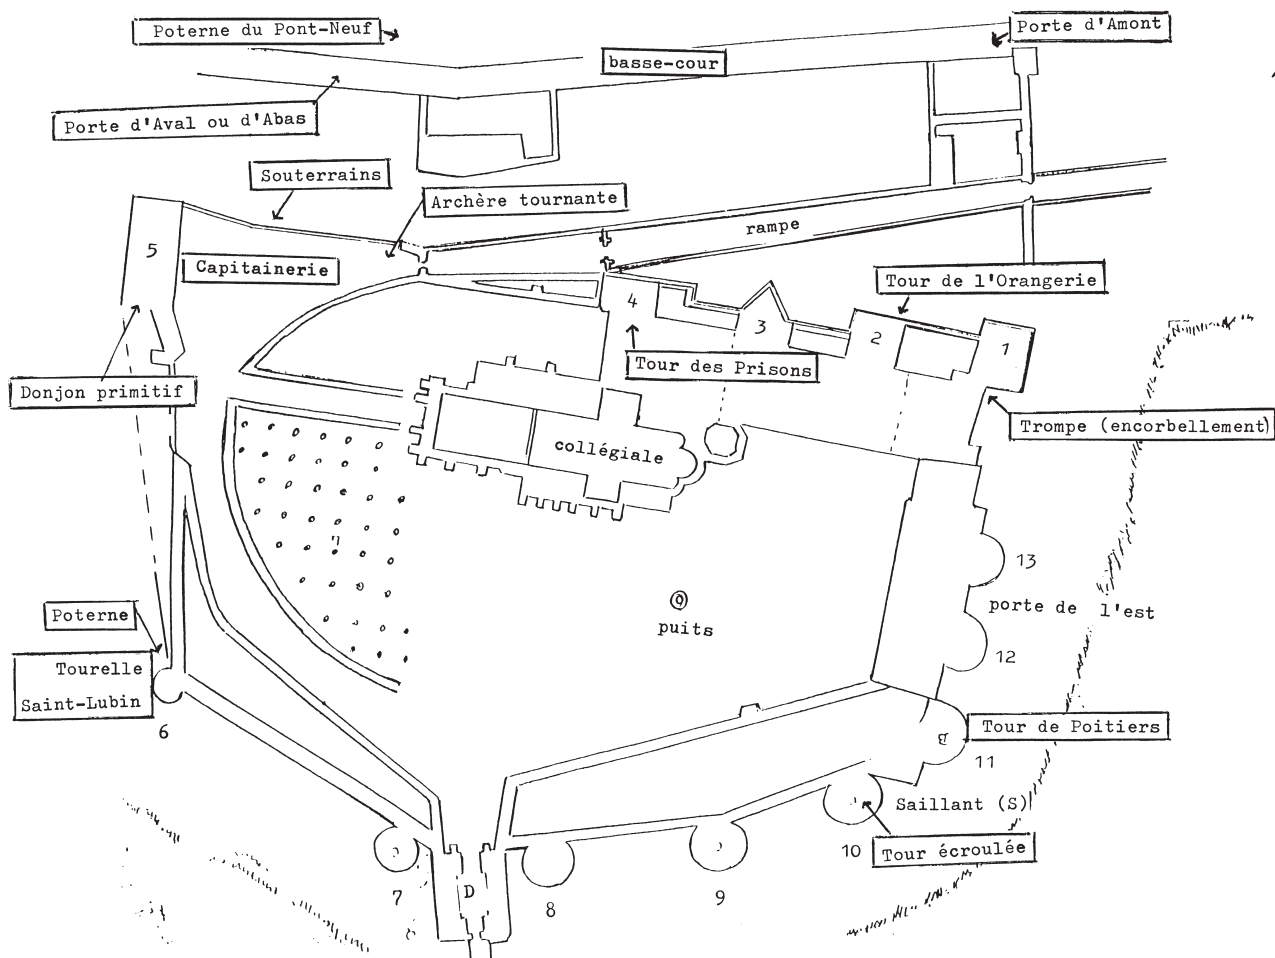 Poterne du Pont-Neuf
Porte d'Amont
basse-cour
Porte d'Aval ou d'Abas
Souterrains
Archère tournante
rampe
5
Capitainerie
Tour de l'Orangerie
4
3
2
1
Tour des Prisons
Donjon primitif
Trompe (encorbellement)
collégiale
13
porte de l'est
puits
Poterne
12
Tourelle
Saint-Lubin
6
Tour de Poitiers
11
Saillant (S)
10
Tour écroulée
7
D
8
9